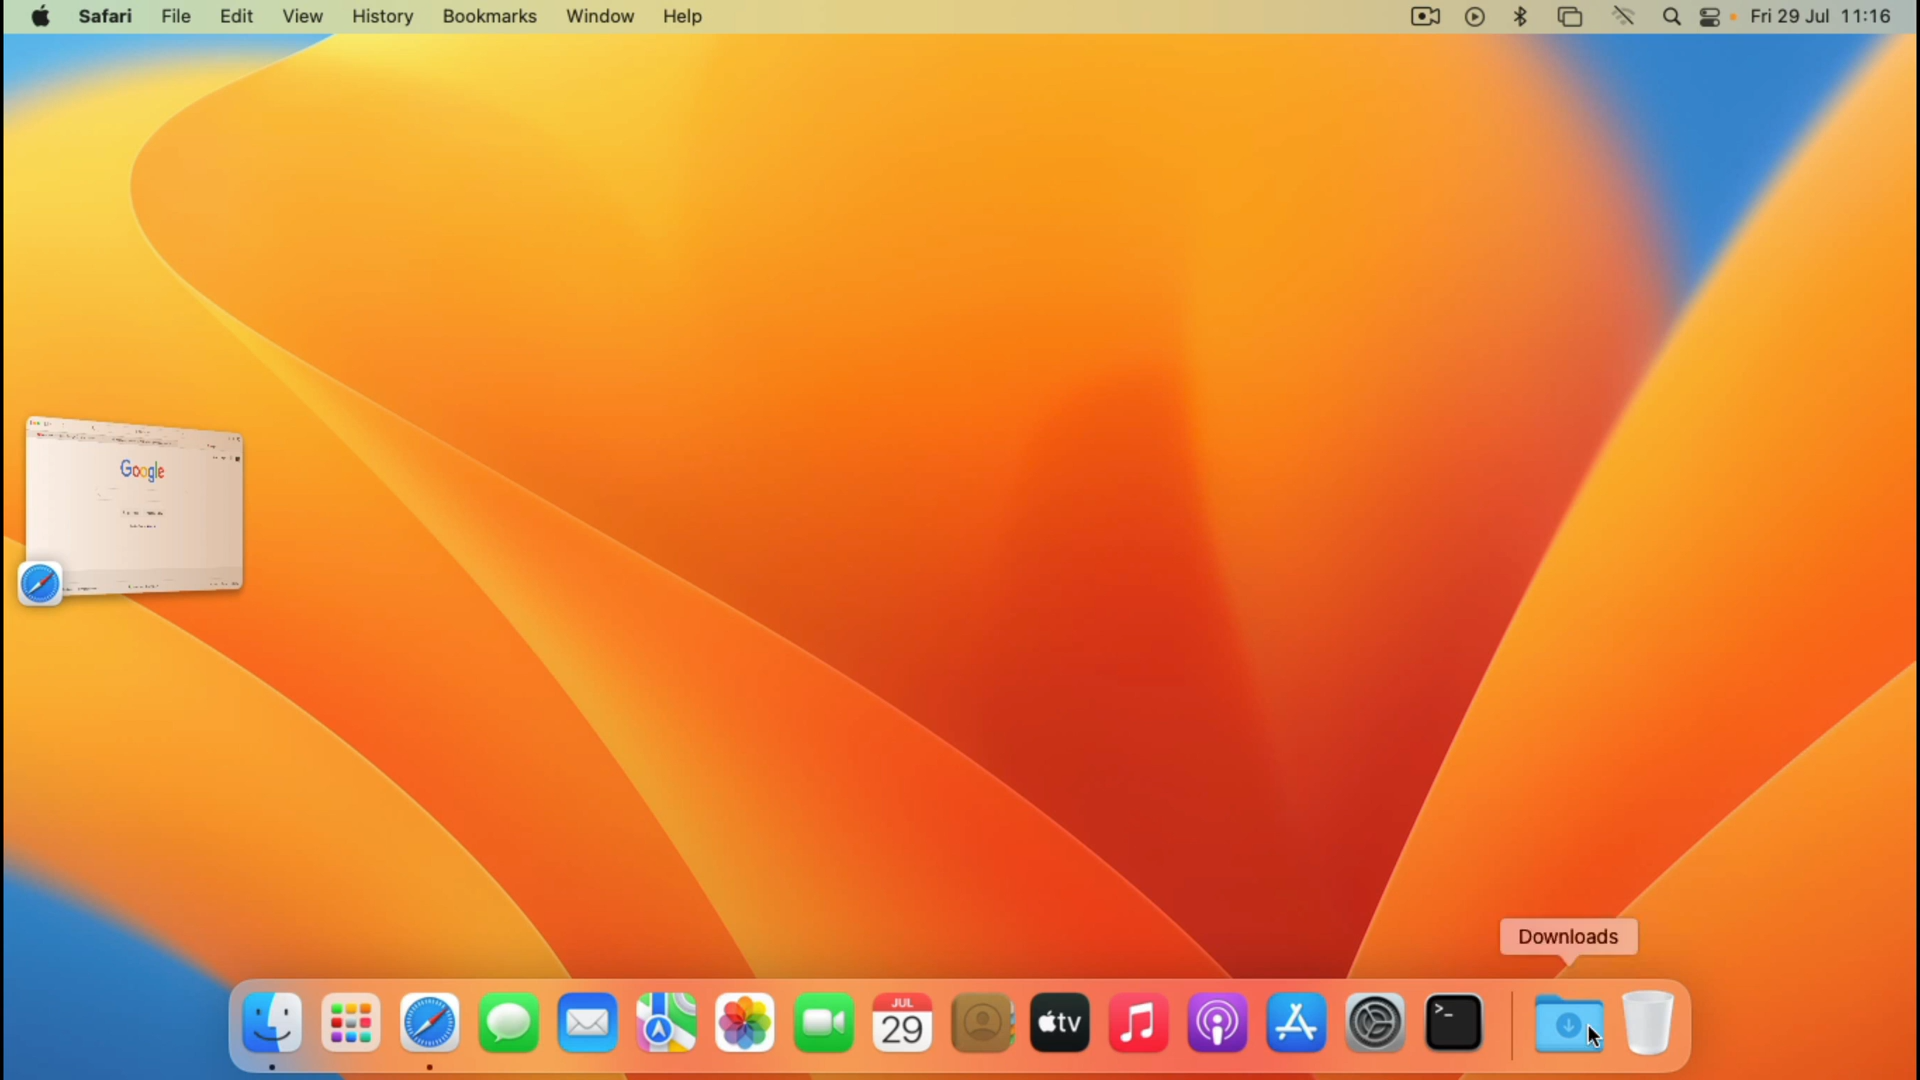 Safari File Edit View History Bookmarks Window Help Fri 29 Jul 11:16
Google
Downloads
JUL
29
tv
>_